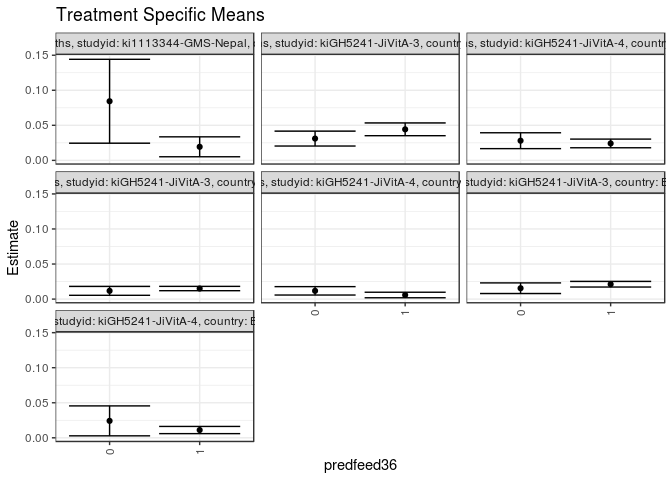 Treatment Specific Means
ths, studyid: ki1113344-GMS-Nepal,
s, studyid: kiGH5241-JiVitA-3, country
s, studyid: kiGH5241-JiVitA-4, country
0.15
0.10
0.05
0.00
s, studyid: kiGH5241-JiVitA-3, country
s, studyid: kiGH5241-JiVitA-4, country
studyid: kiGH5241-JiVitA-3, country:
0.15
0.10
0.05
0.00
0
1
0
1
studyid: kiGH5241-JiVitA-4, country:
0.15
0.10
0.05
0.00
0
1
Estimate
predfeed36